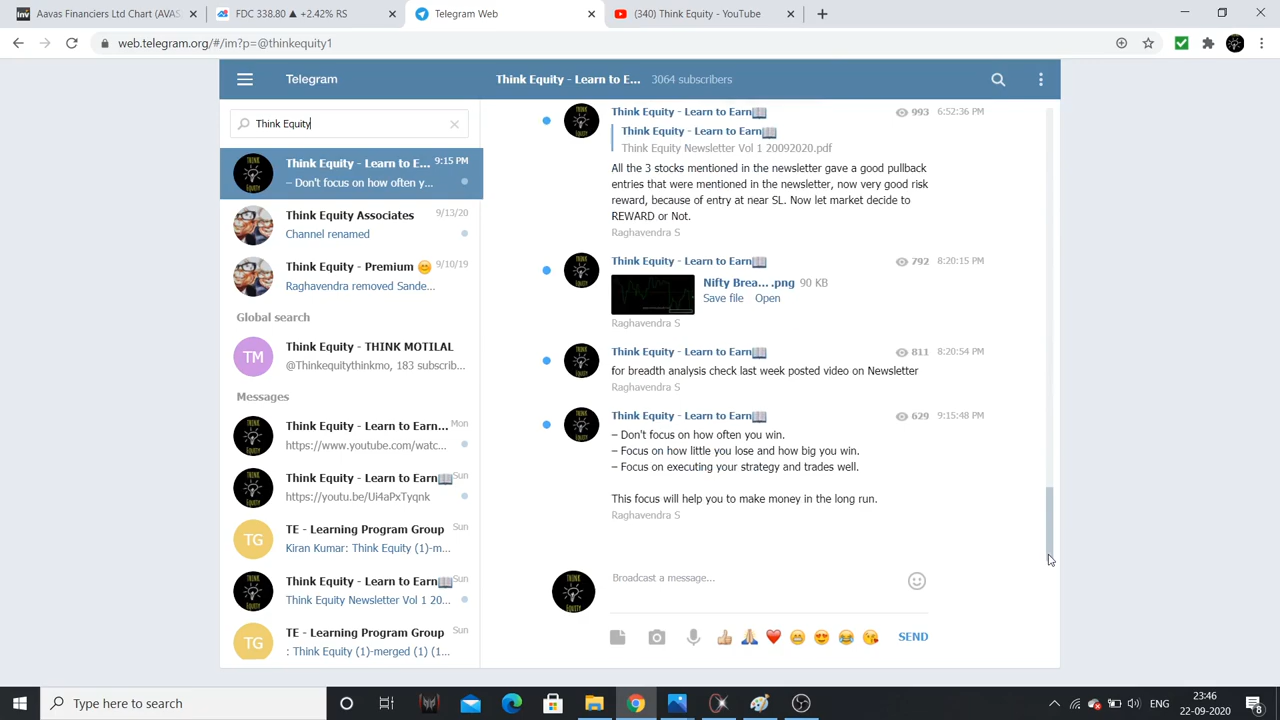 Aavas Financiers Ltd Chart (AVAS
FDC 338.80 ▲ +2.42% RS
Telegram Web
(340) Think Equity - YouTube
web.telegram.org/#/im?p=@thinkequity1
Telegram
Think Equity - Learn to E... 3064 subscribers
Think Equity
Think Equity - Learn to E... 9:15 PM
– Don't focus on how often y...
Think Equity Associates 9/13/20
Channel renamed
Think Equity - Premium 😊 9/10/19
Raghavendra removed Sande...
Global search
TM
Think Equity - THINK MOTILAL
@Thinkequitythinkmo, 183 subscrib...
Messages
Think Equity - Learn to Earn... Mon
https://www.youtube.com/watc...
Think Equity - Learn to Earn📖 Sun
https://youtu.be/Ui4aPxTyqnk
TG
TE - Learning Program Group Sun
Kiran Kumar: Think Equity (1)-m...
Think Equity - Learn to Earn📖 Sun
Think Equity Newsletter Vol 1 20...
TG
TE - Learning Program Group Sun
: Think Equity (1)-merged (1) (1...
Think Equity - Learn to Earn📖 993 6:52:36 PM
Think Equity - Learn to Earn📖
Think Equity Newsletter Vol 1 20092020.pdf
All the 3 stocks mentioned in the newsletter gave a good pullback
entries that were mentioned in the newsletter, now very good risk
reward, because of entry at near SL. Now let market decide to
REWARD or Not.
Raghavendra S
Think Equity - Learn to Earn📖 792 8:20:15 PM
Nifty Brea... .png 90 KB
Save file Open
Raghavendra S
Think Equity - Learn to Earn📖 811 8:20:54 PM
for breadth analysis check last week posted video on Newsletter
Raghavendra S
Think Equity - Learn to Earn📖 629 9:15:48 PM
– Don't focus on how often you win.
– Focus on how little you lose and how big you win.
– Focus on executing your strategy and trades well.
This focus will help you to make money in the long run.
Raghavendra S
Broadcast a message...
👍🙏❤️😁😍😂😘 SEND
Type here to search
23:46
22-09-2020
8